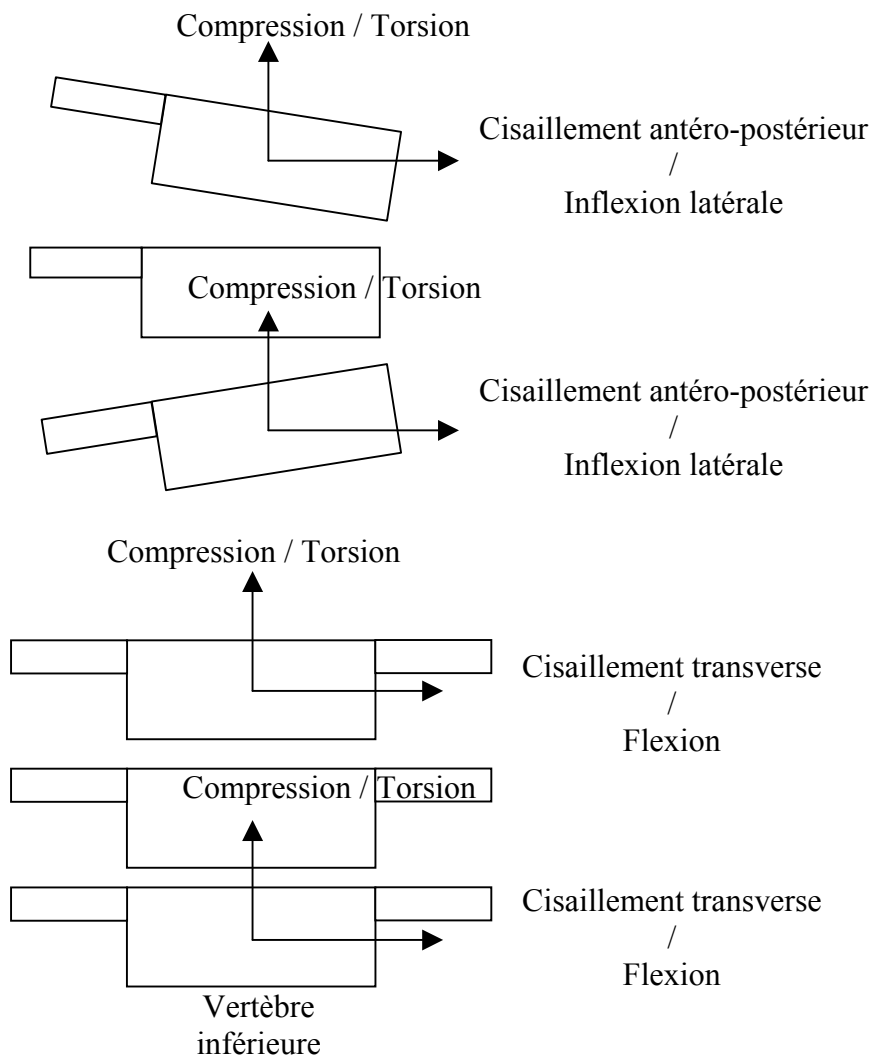 Compression / Torsion
Cisaillement antéro-postérieur
/
Inflexion latérale
Compression / Torsion
Cisaillement antéro-postérieur
/
Inflexion latérale
Compression / Torsion
Cisaillement transverse
/
Flexion
Compression / Torsion
Cisaillement transverse
/
Flexion
Vertèbre
inférieure